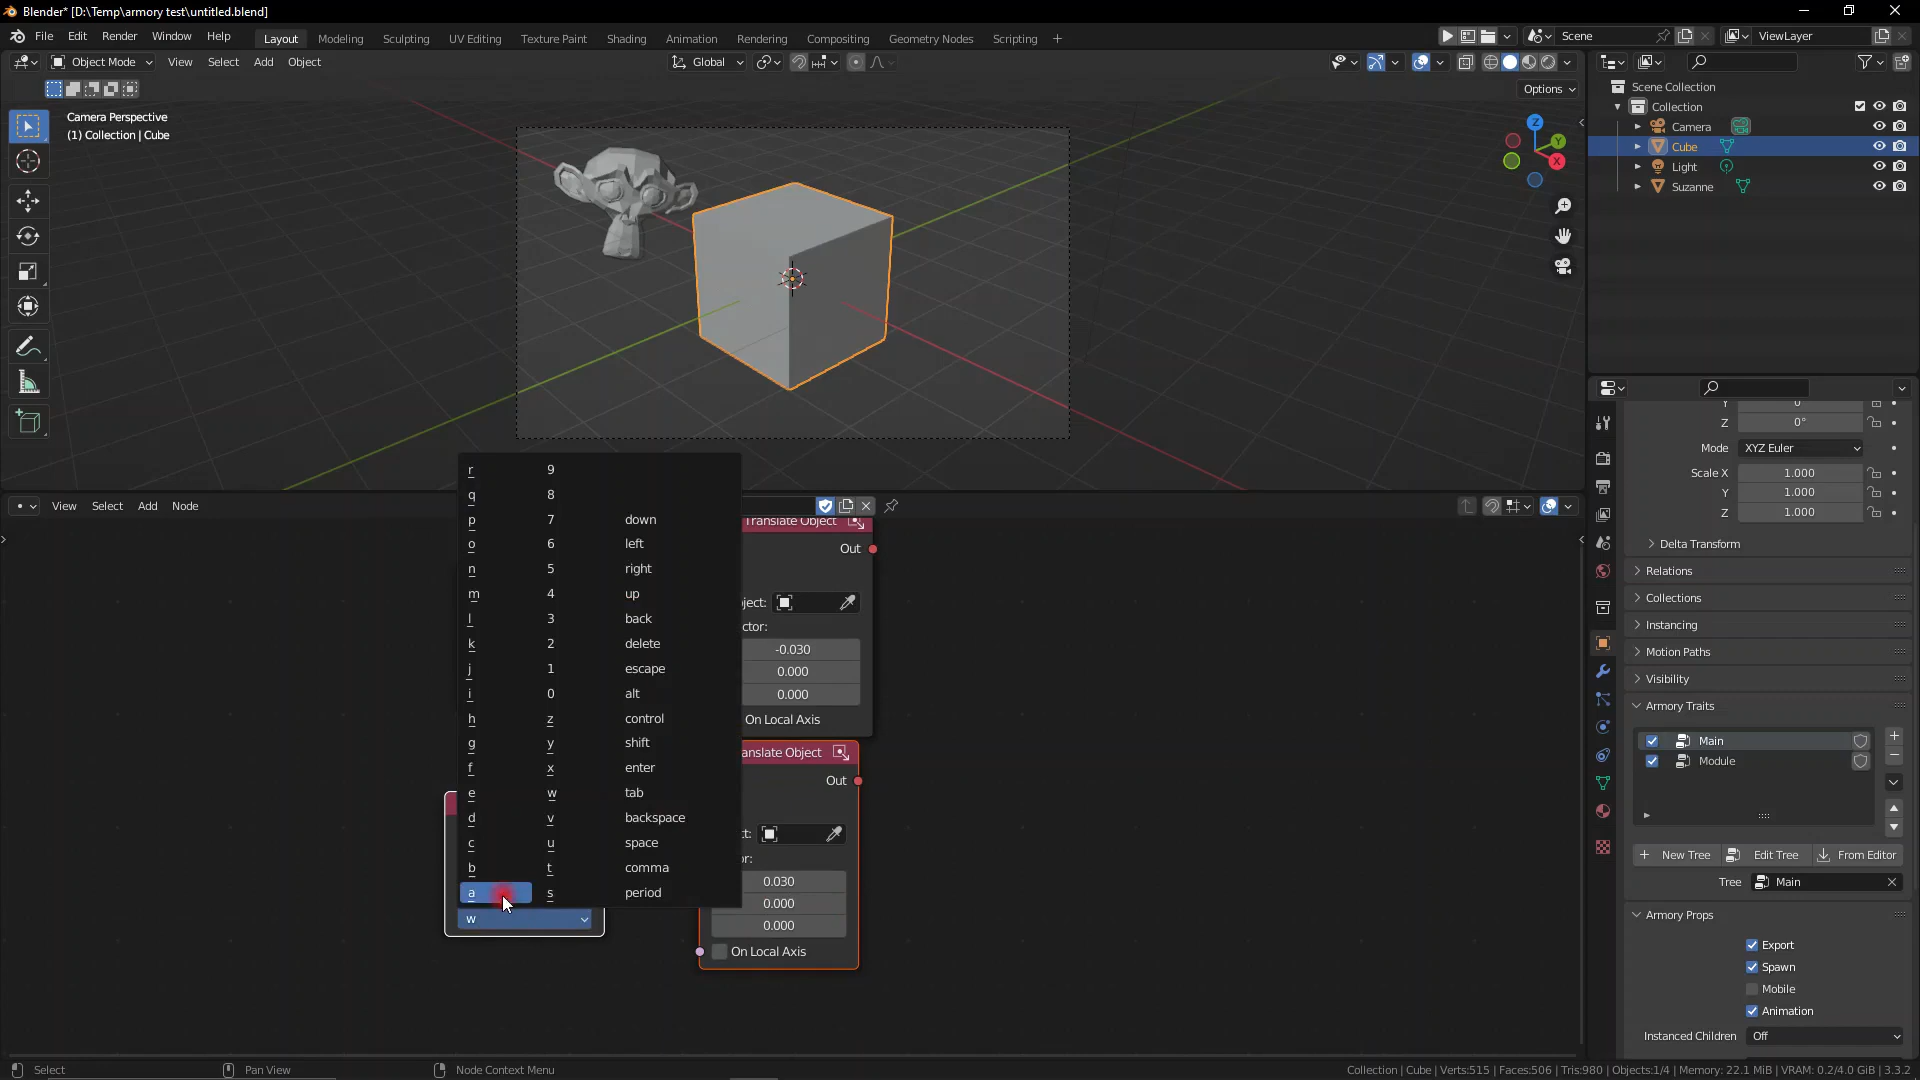 Blender* [D:\Temp\armory test\untitled.blend]
File Edit Render Window Help Layout Modeling Sculpting UV Editing Texture Paint Shading Animation Rendering Compositing Geometry Nodes Scripting + Scene ViewLayer
Object Mode View Select Add Object Global
Options
Camera Perspective
(1) Collection | Cube
Z
Y
X
Scene Collection
Collection
Camera
Cube
Light
Suzanne
Y 0
Z 0°
Mode XYZ Euler
Scale X 1.000
Y 1.000
Z 1.000
Delta Transform
Relations
Collections
Instancing
Motion Paths
Visibility
Armory Traits
Main
Module
New Tree Edit Tree From Editor
Tree Main
Armory Props
Export
Spawn
Mobile
Animation
Instanced Children Off
View Select Add Node
r 9
q 8
p 7 down
o 6 left
n 5 right
m 4 up
l 3 back
k 2 delete
j 1 escape
i 0 alt
h z control
g y shift
f x enter
e w tab
d v backspace
c u space
b t comma
a s period
w
Translate Object
Out
ject:
ctor:
-0.030
0.000
0.000
On Local Axis
anslate Object
Out
ct:
or:
0.030
0.000
0.000
On Local Axis
Select Pan View Node Context Menu
Collection | Cube | Verts:515 | Faces:506 | Tris:980 | Objects:1/4 | Memory: 22.1 MiB | VRAM: 0.2/4.0 GiB | 3.3.2